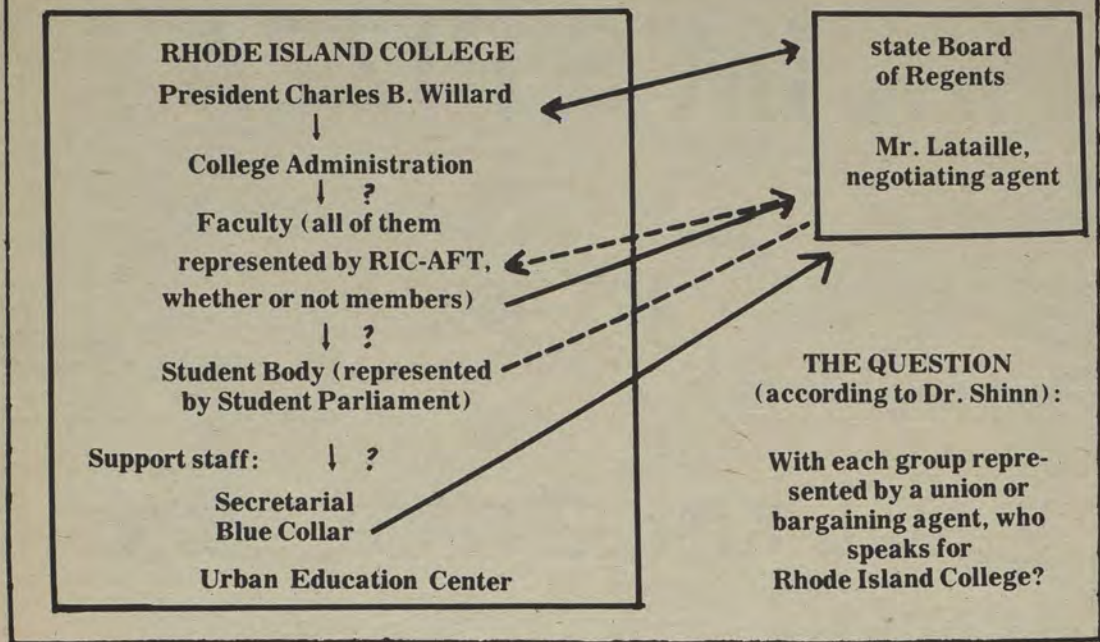 RHODE ISLAND COLLEGE
President Charles B. Willard
↓
College Administration
↓ ?
Faculty (all of them
represented by RIC-AFT,
whether or not members)
↓ ?
Student Body (represented
by Student Parliament)
Support staff: ↓ ?
Secretarial
Blue Collar
Urban Education Center
state Board
of Regents
Mr. Lataille,
negotiating agent
THE QUESTION
(according to Dr. Shinn):
With each group repre-
sented by a union or
bargaining agent, who
speaks for
Rhode Island College?